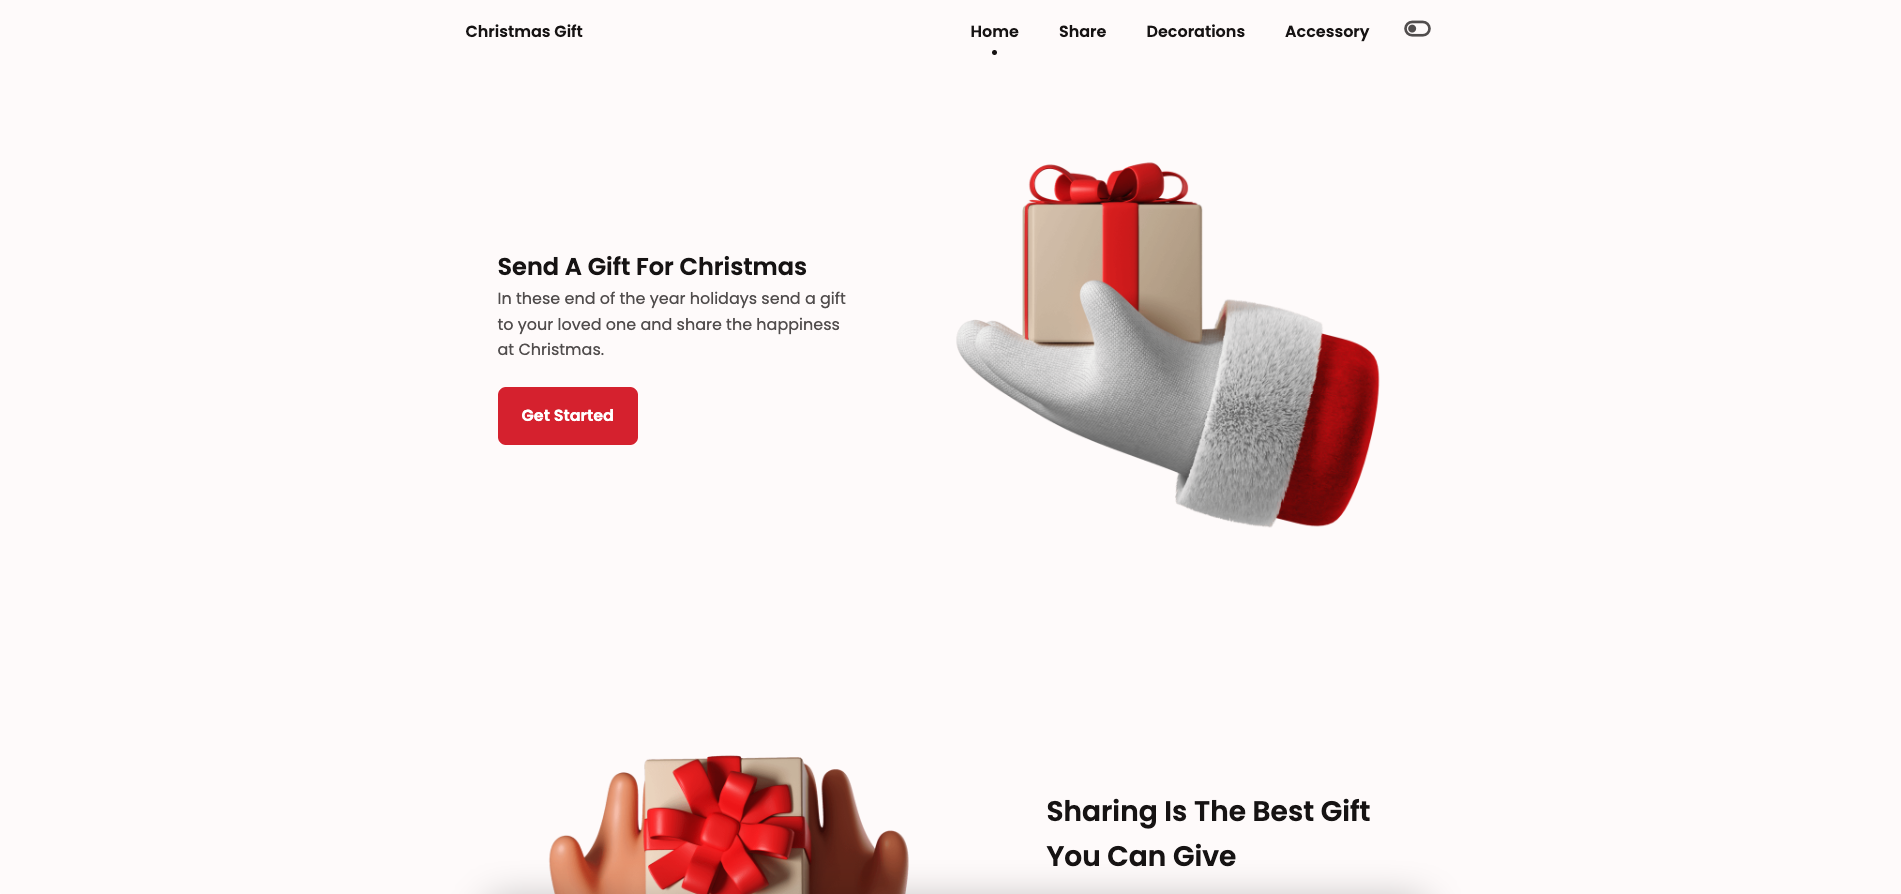 Christmas Gift
Home
Share
Decorations
Accessory
Send A Gift For Christmas
In these end of the year holidays send a gift
to your loved one and share the happiness
at Christmas.
Get Started
Sharing Is The Best Gift
You Can Give